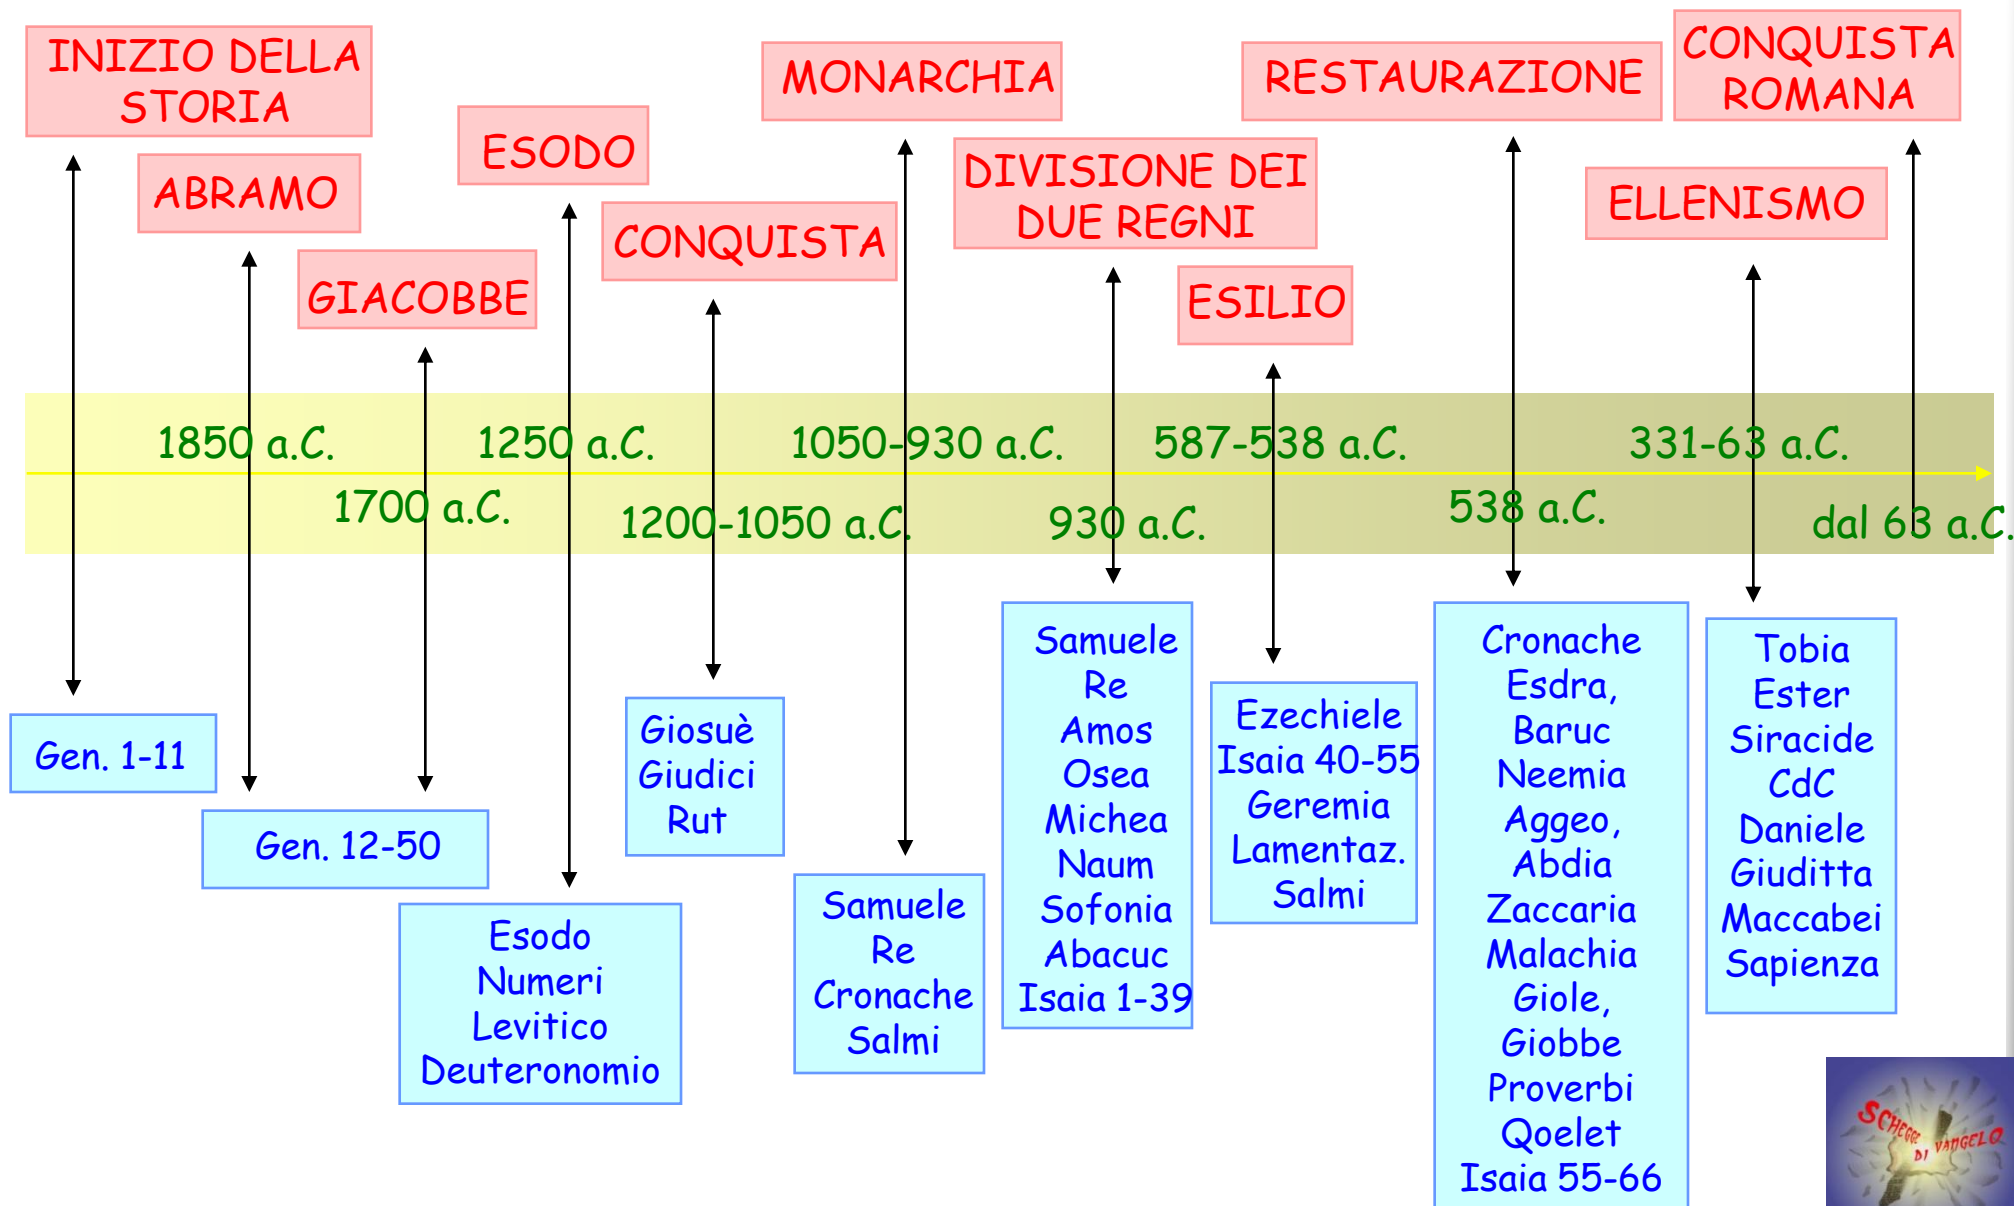 INIZIO DELLA
STORIA
ABRAMO
GIACOBBE
ESODO
CONQUISTA
MONARCHIA
DIVISIONE DEI
DUE REGNI
ESILIO
RESTAURAZIONE
ELLENISMO
CONQUISTA
ROMANA
1850 a.C.
1700 a.C.
1250 a.C.
1200-1050 a.C.
1050-930 a.C.
930 a.C.
587-538 a.C.
538 a.C.
331-63 a.C.
dal 63 a.C.
Gen. 1-11
Gen. 12-50
Esodo
Numeri
Levitico
Deuteronomio
Giosuè
Giudici
Rut
Samuele
Re
Cronache
Salmi
Samuele
Re
Amos
Osea
Michea
Naum
Sofonia
Abacuc
Isaia 1-39
Ezechiele
Isaia 40-55
Geremia
Lamentaz.
Salmi
Cronache
Esdra,
Baruc
Neemia
Aggeo,
Abdia
Zaccaria
Malachia
Giole,
Giobbe
Proverbi
Qoelet
Isaia 55-66
Tobia
Ester
Siracide
CdC
Daniele
Giuditta
Maccabei
Sapienza
SCHEGGE
DI VANGELO